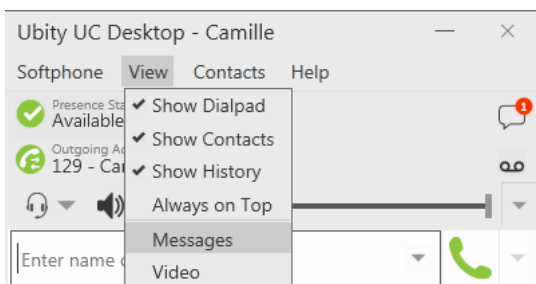 Ubity UC Desktop - Camille
Softphone View Contacts Help
Presence Sta
Available
Outgoing Ac
129 - Ca
✔ Show Dialpad
✔ Show Contacts
✔ Show History
Always on Top
Messages
Video
1
Enter name